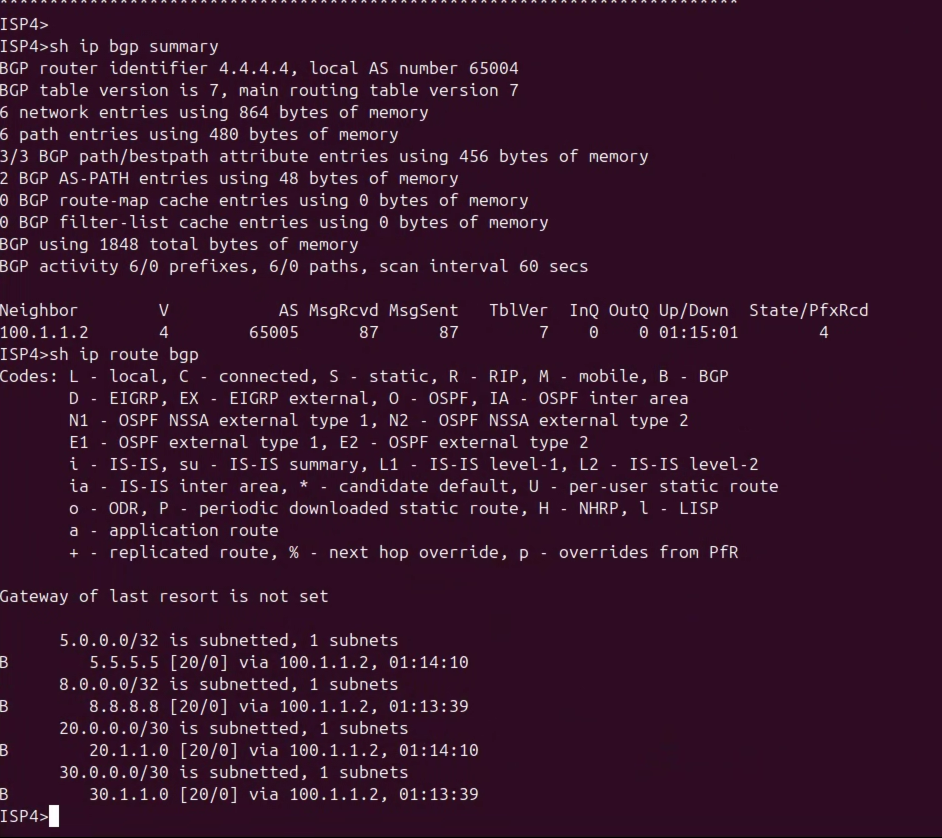 ISP4>
ISP4>sh ip bgp summary
BGP router identifier 4.4.4.4, local AS number 65004
BGP table version is 7, main routing table version 7
6 network entries using 864 bytes of memory
6 path entries using 480 bytes of memory
3/3 BGP path/bestpath attribute entries using 456 bytes of memory
2 BGP AS-PATH entries using 48 bytes of memory
0 BGP route-map cache entries using 0 bytes of memory
0 BGP filter-list cache entries using 0 bytes of memory
BGP using 1848 total bytes of memory
BGP activity 6/0 prefixes, 6/0 paths, scan interval 60 secs
Neighbor        V           AS MsgRcvd MsgSent   TblVer  InQ OutQ Up/Down  State/PfxRcd
100.1.1.2       4        65005      87      87        7    0    0 01:15:01        4
ISP4>sh ip route bgp
Codes: L - local, C - connected, S - static, R - RIP, M - mobile, B - BGP
       D - EIGRP, EX - EIGRP external, O - OSPF, IA - OSPF inter area
       N1 - OSPF NSSA external type 1, N2 - OSPF NSSA external type 2
       E1 - OSPF external type 1, E2 - OSPF external type 2
       i - IS-IS, su - IS-IS summary, L1 - IS-IS level-1, L2 - IS-IS level-2
       ia - IS-IS inter area, * - candidate default, U - per-user static route
       o - ODR, P - periodic downloaded static route, H - NHRP, l - LISP
       a - application route
       + - replicated route, % - next hop override, p - overrides from PfR
Gateway of last resort is not set
      5.0.0.0/32 is subnetted, 1 subnets
B        5.5.5.5 [20/0] via 100.1.1.2, 01:14:10
      8.0.0.0/32 is subnetted, 1 subnets
B        8.8.8.8 [20/0] via 100.1.1.2, 01:13:39
      20.0.0.0/30 is subnetted, 1 subnets
B        20.1.1.0 [20/0] via 100.1.1.2, 01:14:10
      30.0.0.0/30 is subnetted, 1 subnets
B        30.1.1.0 [20/0] via 100.1.1.2, 01:13:39
ISP4>